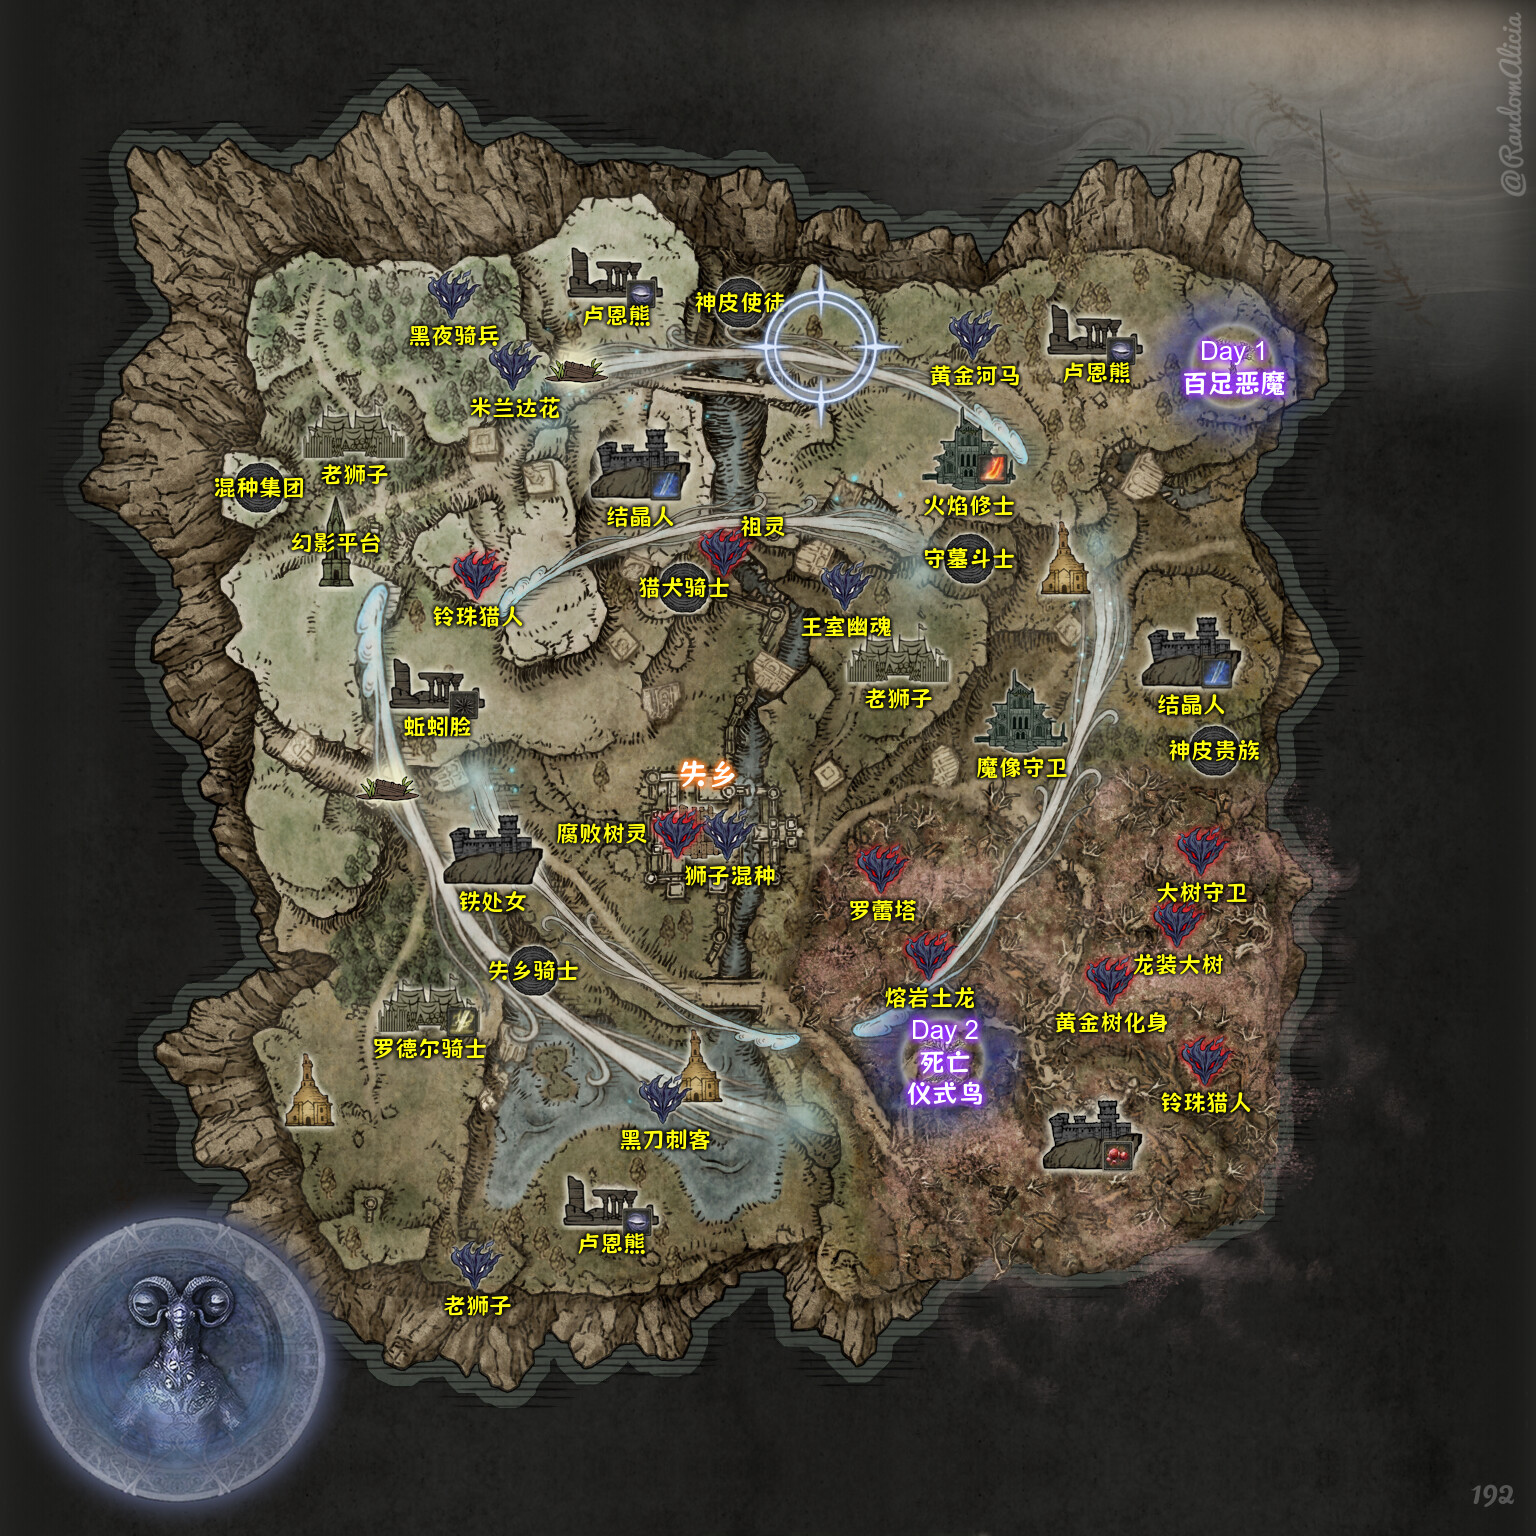 @RandomAlicia
卢恩熊
神皮使徒
黑夜骑兵
Day 1
百足恶魔
黄金河马
卢恩熊
米兰达花
老狮子
混种集团
结晶人
火焰修士
祖灵
幻影平台
守墓斗士
猎犬骑士
铃珠猎人
王室幽魂
老狮子
结晶人
蚯蚓脸
神皮贵族
魔像守卫
失乡
腐败树灵
狮子混种
大树守卫
铁处女
罗蕾塔
失乡骑士
龙装大树
熔岩土龙
黄金树化身
Day 2
死亡
仪式鸟
罗德尔骑士
铃珠猎人
黑刀刺客
卢恩熊
老狮子
192